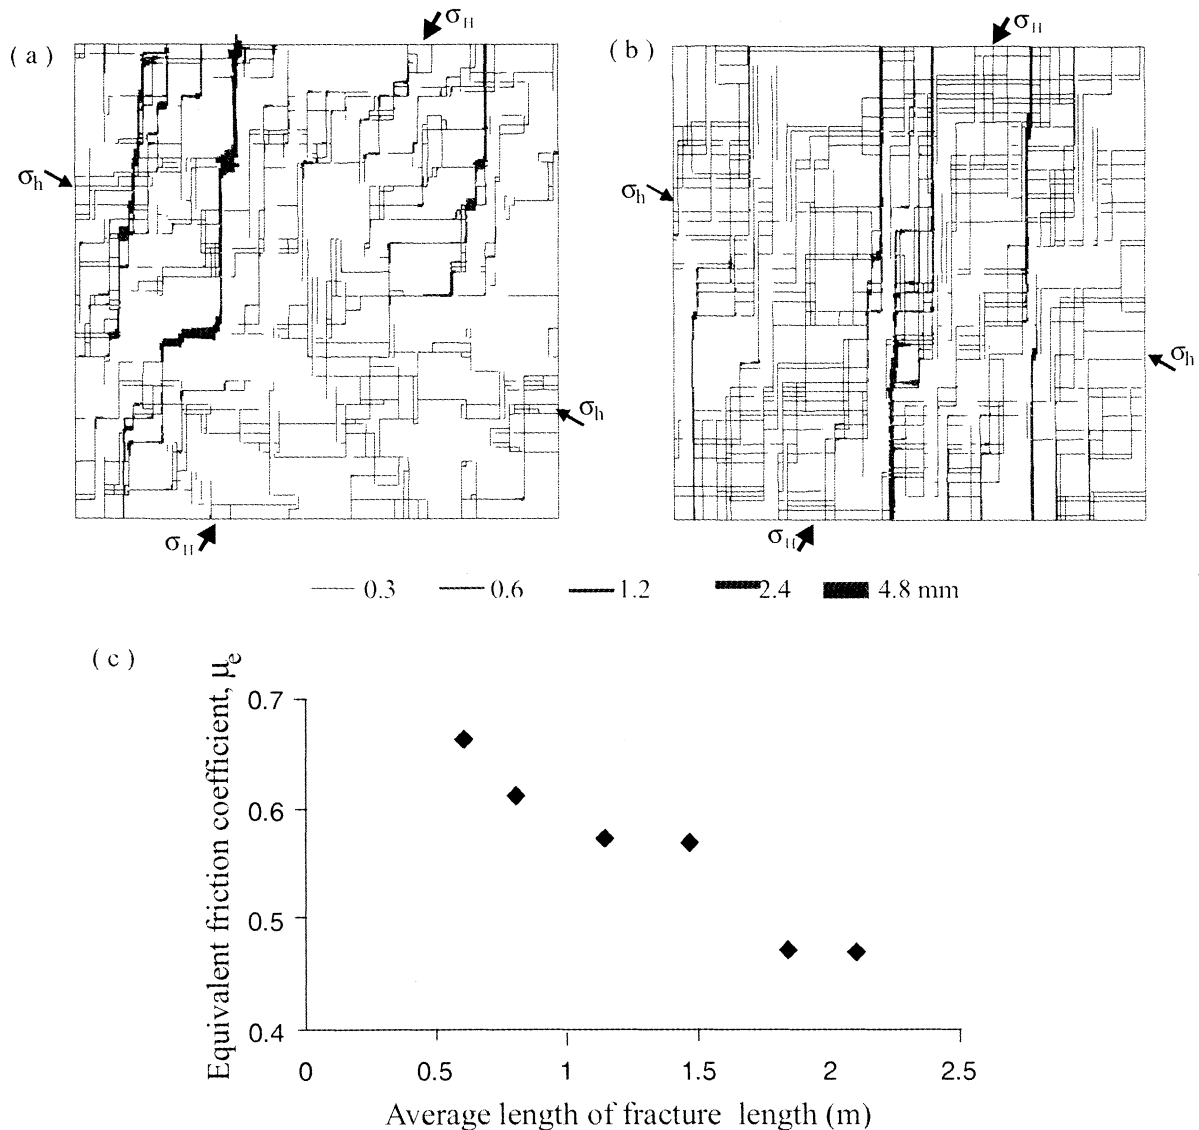 ( a )
σH
( b )
σH
σh
σh
σh
σh
σH
σH
0.3 0.6 1.2 2.4 4.8 mm
( c )
Equivalent friction coefficient, μe
0.7
0.6
0.5
0.4
0 0.5 1 1.5 2 2.5
Average length of fracture length (m)